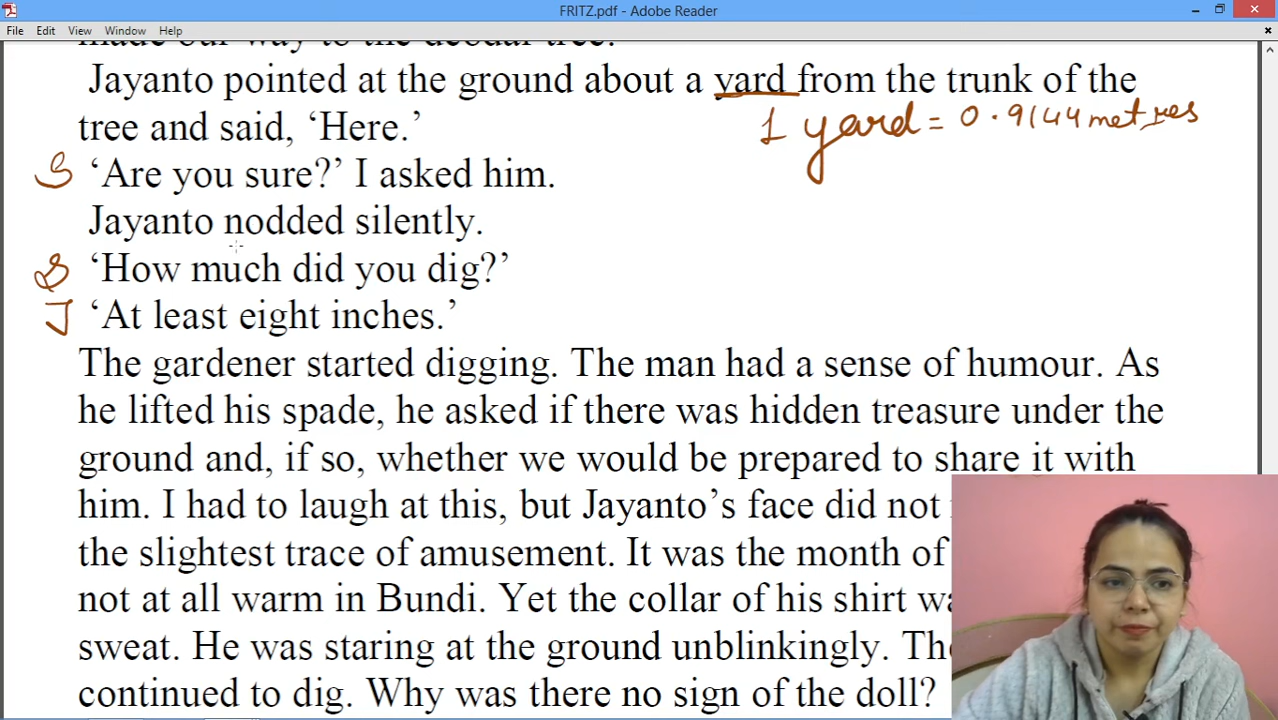 FRITZ.pdf - Adobe Reader
File Edit View Window Help
made our way to the deodar tree.
Jayanto pointed at the ground about a yard from the trunk of the
tree and said, ‘Here.’
1 yard = 0.9144 metres
S ‘Are you sure?’ I asked him.
Jayanto nodded silently.
S ‘How much did you dig?’
J ‘At least eight inches.’
The gardener started digging. The man had a sense of humour. As
he lifted his spade, he asked if there was hidden treasure under the
ground and, if so, whether we would be prepared to share it with
him. I had to laugh at this, but Jayanto’s face did not
the slightest trace of amusement. It was the month of
not at all warm in Bundi. Yet the collar of his shirt
sweat. He was staring at the ground unblinkingly.
continued to dig. Why was there no sign of the doll?